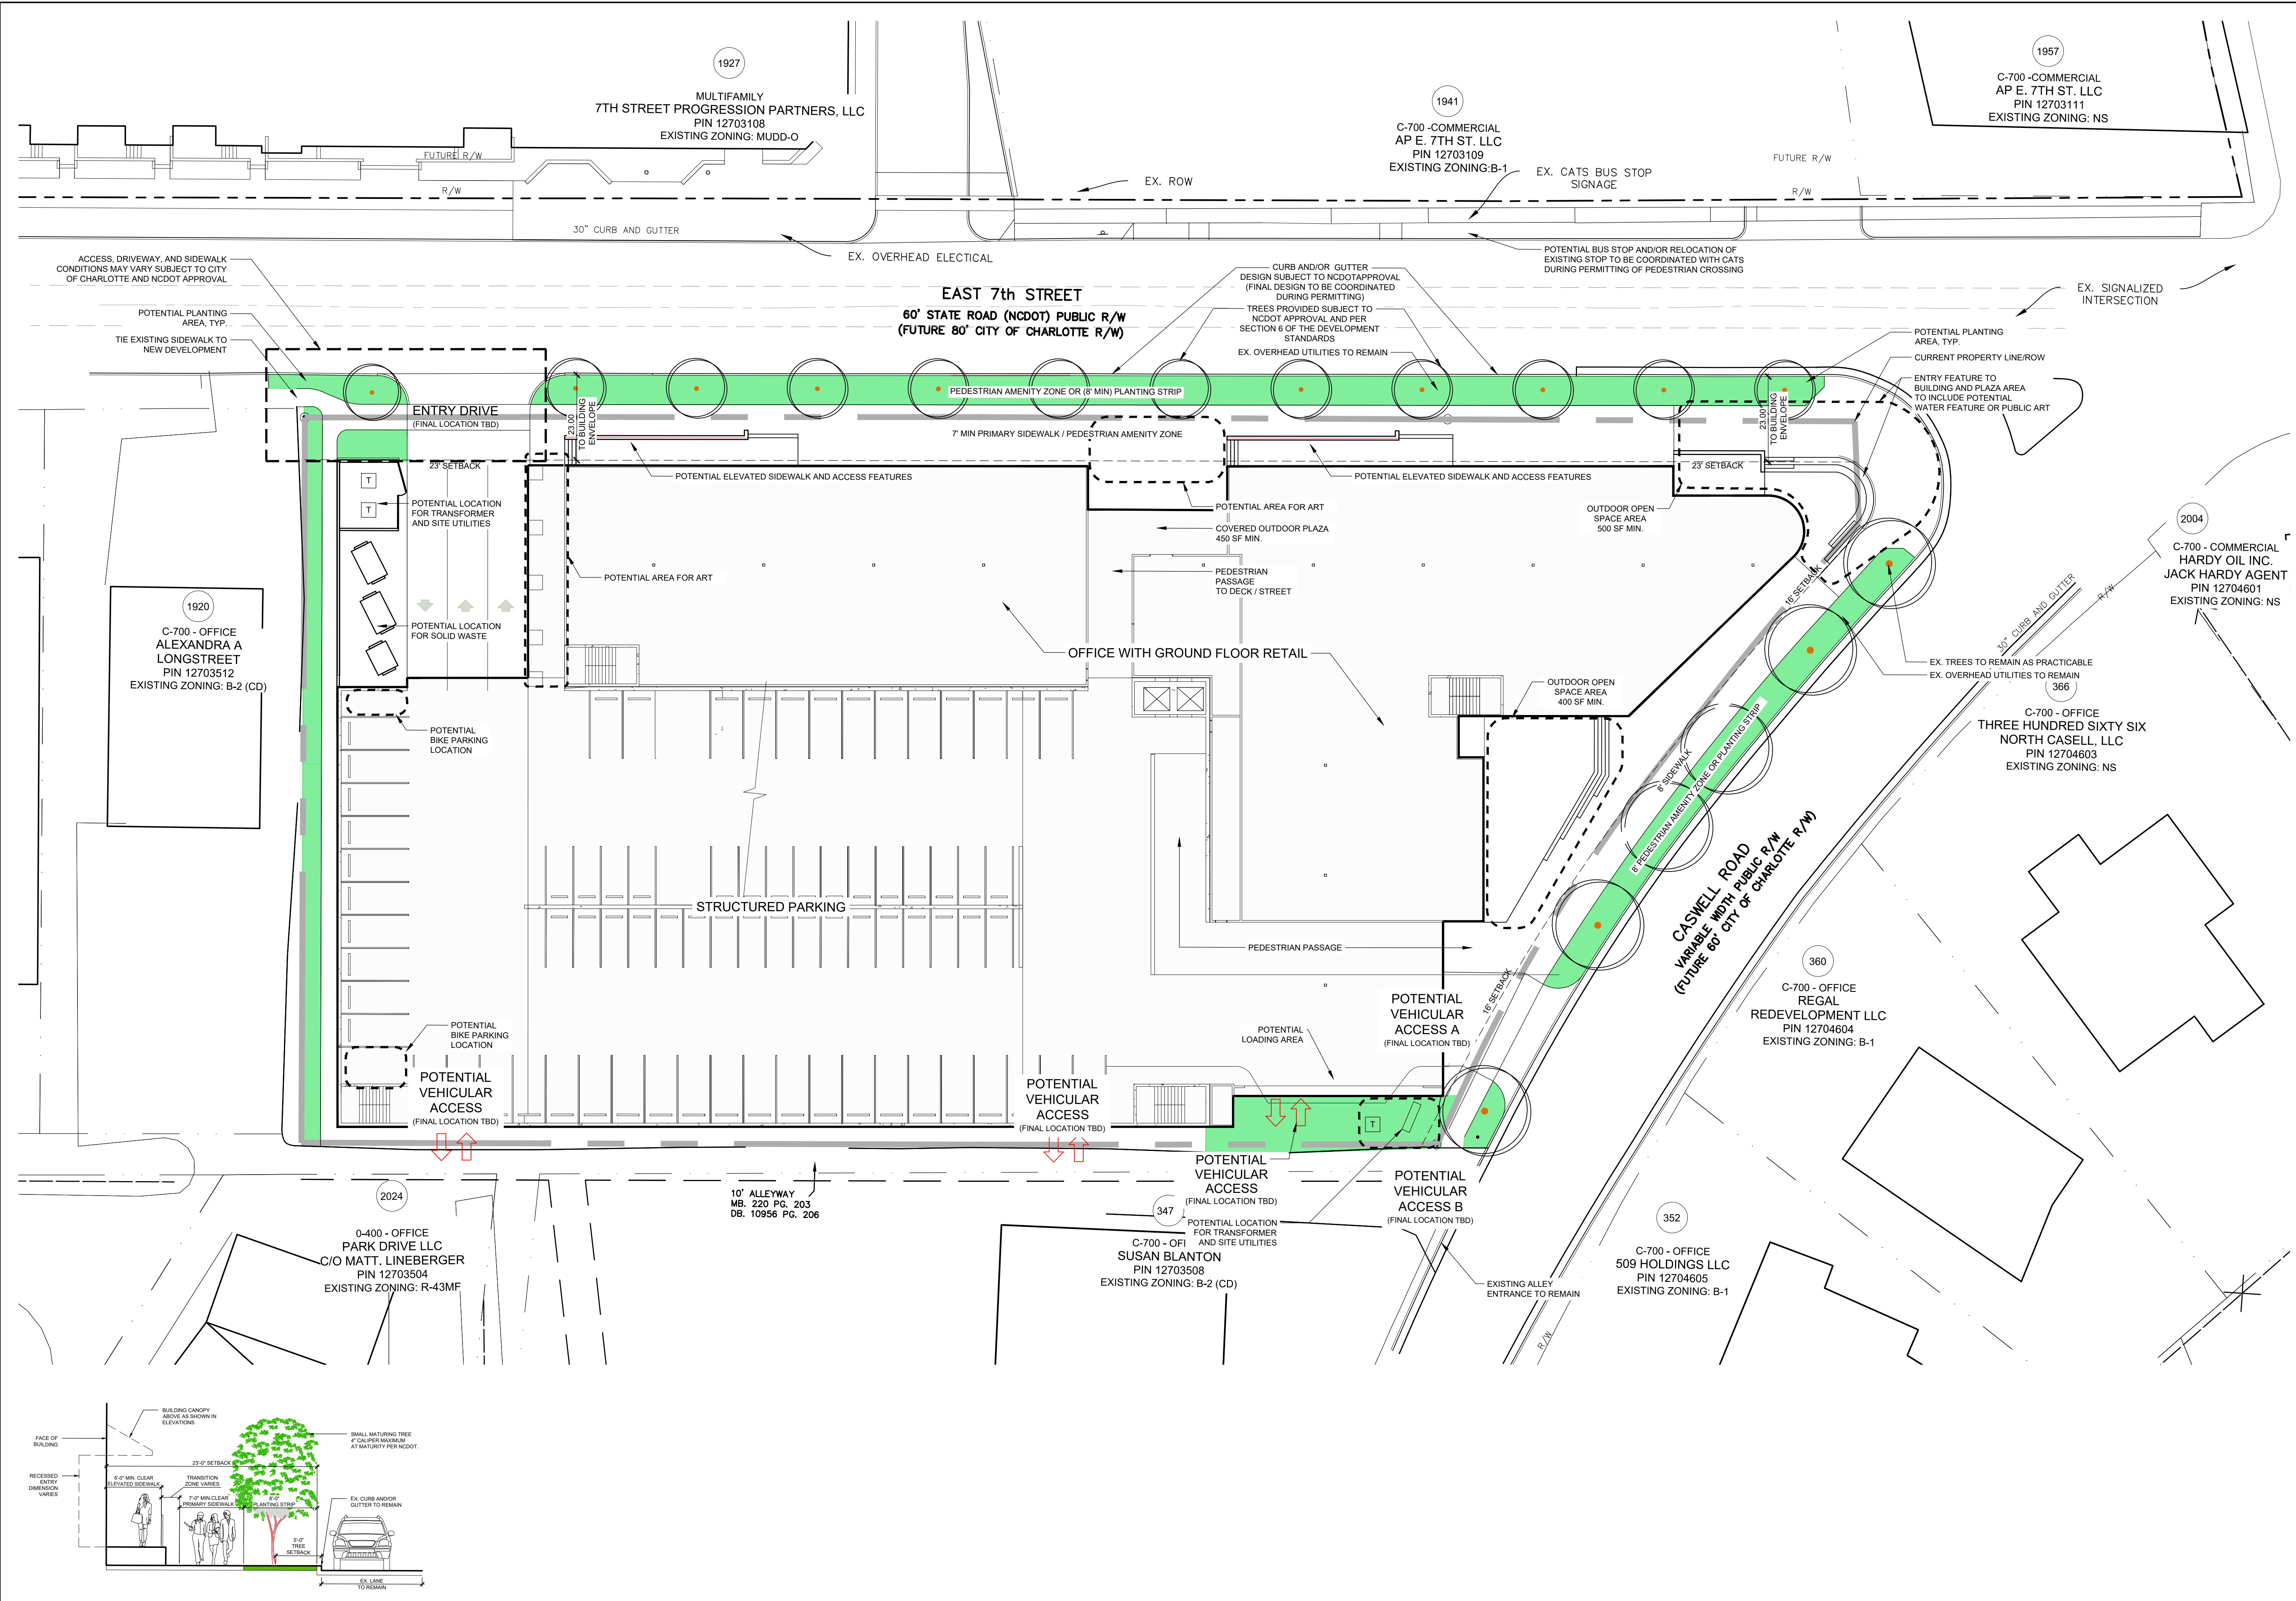 1927
MULTIFAMILY
7TH STREET PROGRESSION PARTNERS, LLC
PIN 12703108
EXISTING ZONING: MUDD-O
1941
C-700 -COMMERCIAL
AP E. 7TH ST. LLC
PIN 12703109
EXISTING ZONING:B-1
1957
C-700 -COMMERCIAL
AP E. 7TH ST. LLC
PIN 12703111
EXISTING ZONING: NS
FUTURE R/W
R/W
EX. ROW
EX. CATS BUS STOP
SIGNAGE
FUTURE R/W
R/W
30" CURB AND GUTTER
EX. OVERHEAD ELECTICAL
POTENTIAL BUS STOP AND/OR RELOCATION OF
EXISTING STOP TO BE COORDINATED WITH CATS
DURING PERMITTING OF PEDESTRIAN CROSSING
EX. SIGNALIZED
INTERSECTION
ACCESS, DRIVEWAY, AND SIDEWALK
CONDITIONS MAY VARY SUBJECT TO CITY
OF CHARLOTTE AND NCDOT APPROVAL
POTENTIAL PLANTING
AREA, TYP.
TIE EXISTING SIDEWALK TO
NEW DEVELOPMENT
EAST 7th STREET
60' STATE ROAD (NCDOT) PUBLIC R/W
(FUTURE 80' CITY OF CHARLOTTE R/W)
CURB AND/OR GUTTER
DESIGN SUBJECT TO NCDOTAPPROVAL
(FINAL DESIGN TO BE COORDINATED
DURING PERMITTING)
TREES PROVIDED SUBJECT TO
NCDOT APPROVAL AND PER
SECTION 6 OF THE DEVELOPMENT
STANDARDS
EX. OVERHEAD UTILITIES TO REMAIN
POTENTIAL PLANTING
AREA, TYP.
CURRENT PROPERTY LINE/ROW
ENTRY FEATURE TO
BUILDING AND PLAZA AREA
TO INCLUDE POTENTIAL
WATER FEATURE OR PUBLIC ART
PEDESTRIAN AMENITY ZONE OR (8' MIN) PLANTING STRIP
ENTRY DRIVE
(FINAL LOCATION TBD)
23.00
TO BUILDING
ENVELOPE
7' MIN PRIMARY SIDEWALK / PEDESTRIAN AMENITY ZONE
23.00'
TO BUILDING
ENVELOPE
23' SETBACK
POTENTIAL ELEVATED SIDEWALK AND ACCESS FEATURES
POTENTIAL ELEVATED SIDEWALK AND ACCESS FEATURES
23' SETBACK
T
T
POTENTIAL LOCATION
FOR TRANSFORMER
AND SITE UTILITIES
POTENTIAL AREA FOR ART
COVERED OUTDOOR PLAZA
450 SF MIN.
OUTDOOR OPEN
SPACE AREA
500 SF MIN.
2004
C-700 - COMMERCIAL
HARDY OIL INC.
JACK HARDY AGENT
PIN 12704601
EXISTING ZONING: NS
POTENTIAL AREA FOR ART
PEDESTRIAN
PASSAGE
TO DECK / STREET
16' SETBACK
30" CURB AND GUTTER
R/W
1920
C-700 - OFFICE
ALEXANDRA A
LONGSTREET
PIN 12703512
EXISTING ZONING: B-2 (CD)
POTENTIAL LOCATION
FOR SOLID WASTE
OFFICE WITH GROUND FLOOR RETAIL
EX. TREES TO REMAIN AS PRACTICABLE
EX. OVERHEAD UTILITIES TO REMAIN
OUTDOOR OPEN
SPACE AREA
400 SF MIN.
366
C-700 - OFFICE
THREE HUNDRED SIXTY SIX
NORTH CASELL, LLC
PIN 12704603
EXISTING ZONING: NS
POTENTIAL
BIKE PARKING
LOCATION
8' SIDEWALK
8' PEDESTRIAN AMENITY ZONE OR PLANTING STRIP
CASWELL ROAD
VARIABLE WIDTH PUBLIC R/W
(FUTURE 60' CITY OF CHARLOTTE R/W)
STRUCTURED PARKING
PEDESTRIAN PASSAGE
360
C-700 - OFFICE
REGAL
REDEVELOPMENT LLC
PIN 12704604
EXISTING ZONING: B-1
16' SETBACK
POTENTIAL
VEHICULAR
ACCESS A
(FINAL LOCATION TBD)
POTENTIAL
LOADING AREA
POTENTIAL
BIKE PARKING
LOCATION
POTENTIAL
VEHICULAR
ACCESS
(FINAL LOCATION TBD)
POTENTIAL
VEHICULAR
ACCESS
(FINAL LOCATION TBD)
T
POTENTIAL
VEHICULAR
ACCESS
(FINAL LOCATION TBD)
POTENTIAL
VEHICULAR
ACCESS B
(FINAL LOCATION TBD)
10' ALLEYWAY
MB. 220 PG. 203
DB. 10956 PG. 206
2024
0-400 - OFFICE
PARK DRIVE LLC
C/O MATT. LINEBERGER
PIN 12703504
EXISTING ZONING: R-43MF
347
POTENTIAL LOCATION
FOR TRANSFORMER
AND SITE UTILITIES
C-700 - OFI
SUSAN BLANTON
PIN 12703508
EXISTING ZONING: B-2 (CD)
352
C-700 - OFFICE
509 HOLDINGS LLC
PIN 12704605
EXISTING ZONING: B-1
EXISTING ALLEY
ENTRANCE TO REMAIN
R/W
BUILDING CANOPY
ABOVE AS SHOWN IN
ELEVATIONS
FACE OF
BUILDING
SMALL MATURING TREE
4" CALIPER MAXIMUM
AT MATURITY PER NCDOT.
23'-0" SETBACK
RECESSED
ENTRY
DIMENSION
VARIES
6'-0" MIN. CLEAR
ELEVATED SIDEWALK
TRANSITION
ZONE VARIES
7'-0" MIN.CLEAR
PRIMARY SIDEWALK
8'-0"
PLANTING STRIP
EX. CURB AND/OR
GUTTER TO REMAIN
5'-0"
TREE
SETBACK
EX. LANE
TO REMAIN